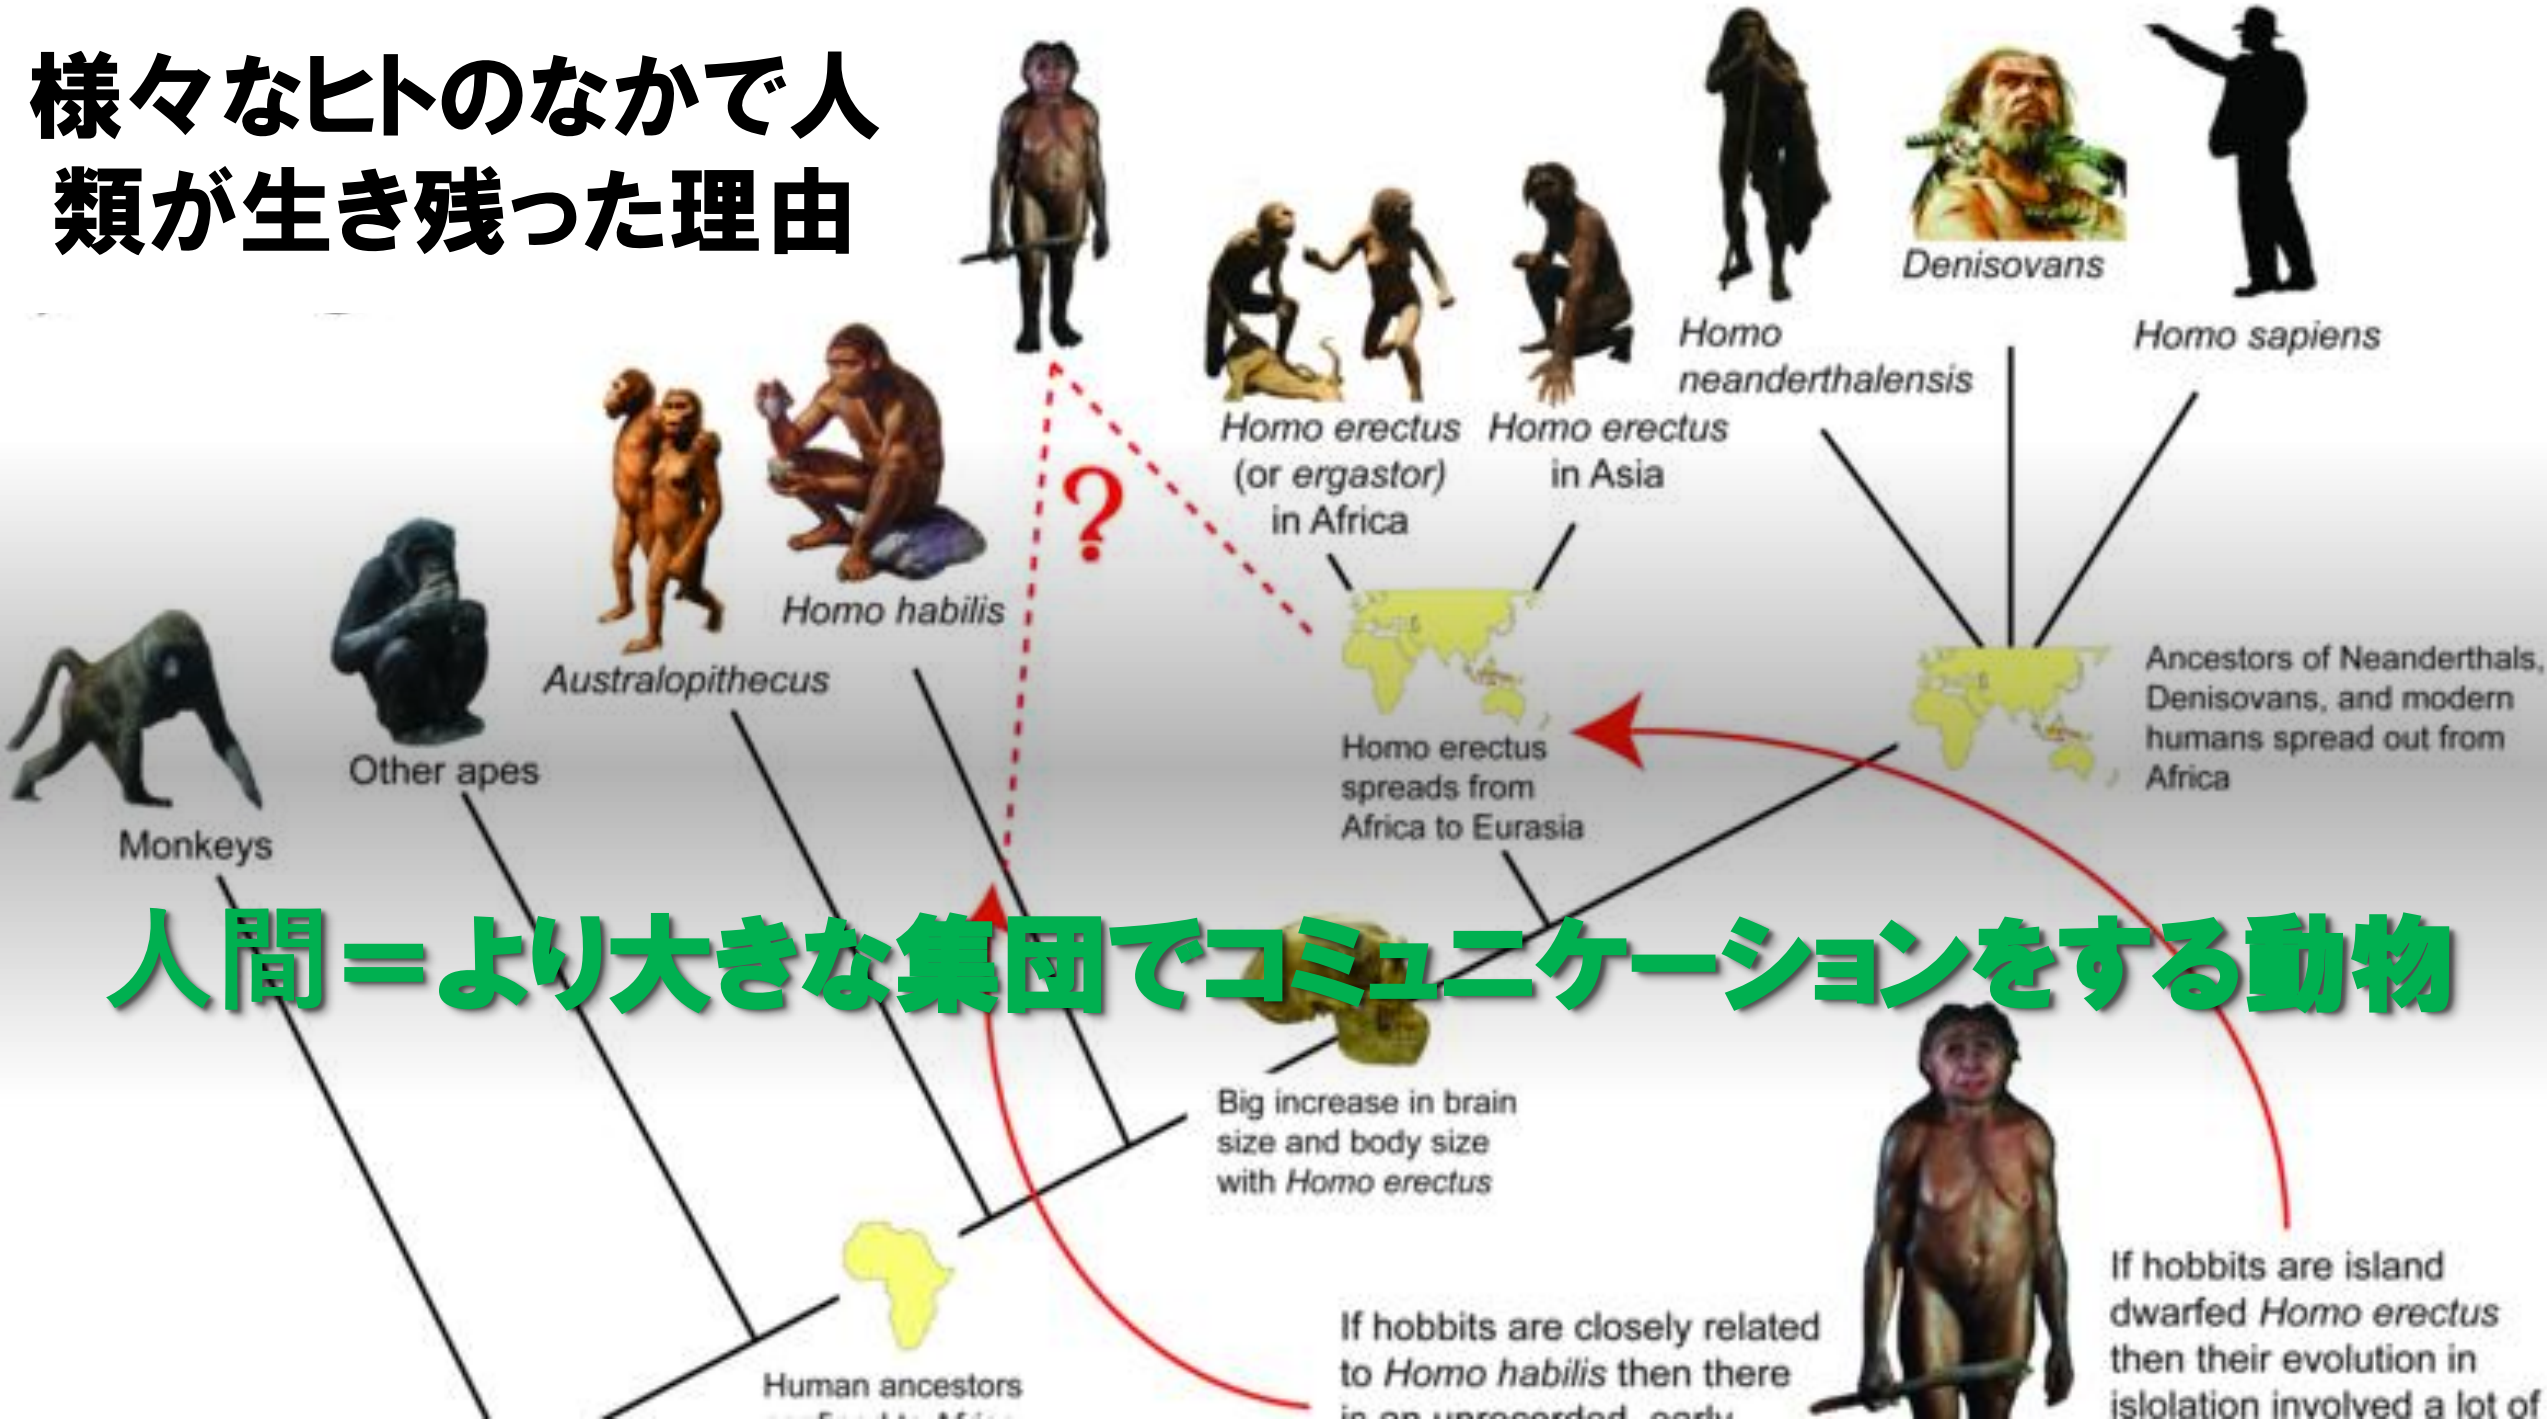 様々なヒトのなかで人
類が生き残った理由
Denisovans
Homo
neanderthalensis
Homo sapiens
Homo erectus
(or ergastor)
in Africa
Homo erectus
in Asia
?
Homo habilis
Australopithecus
Other apes
Monkeys
Homo erectus
spreads from
Africa to Eurasia
Ancestors of Neanderthals,
Denisovans, and modern
humans spread out from
Africa
人間＝より大きな集団でコミュニケーションをする動物
Big increase in brain
size and body size
with Homo erectus
Human ancestors
If hobbits are closely related
to Homo habilis then there
is an unrecorded, early
If hobbits are island
dwarfed Homo erectus
then their evolution in
islolation involved a lot of